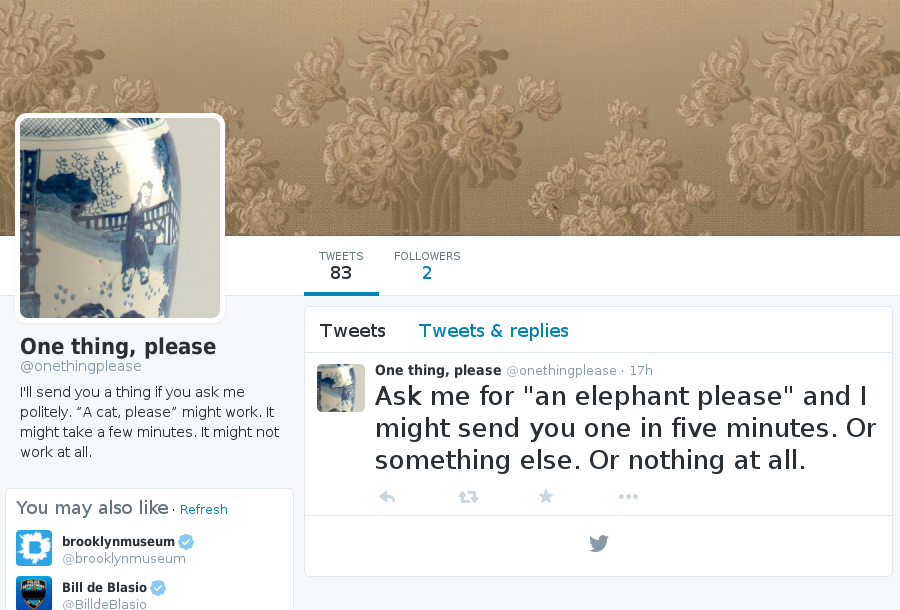 TWEETS
83
FOLLOWERS
2
One thing, please
@onethingplease
I'll send you a thing if you ask me
politely. “A cat, please” might work. It
might take a few minutes. It might not
work at all.
You may also like · Refresh
brooklynmuseum
@brooklynmuseum
Bill de Blasio
@BilldeBlasio
Tweets
Tweets & replies
One thing, please @onethingplease · 17h
Ask me for "an elephant please" and I
might send you one in five minutes. Or
something else. Or nothing at all.